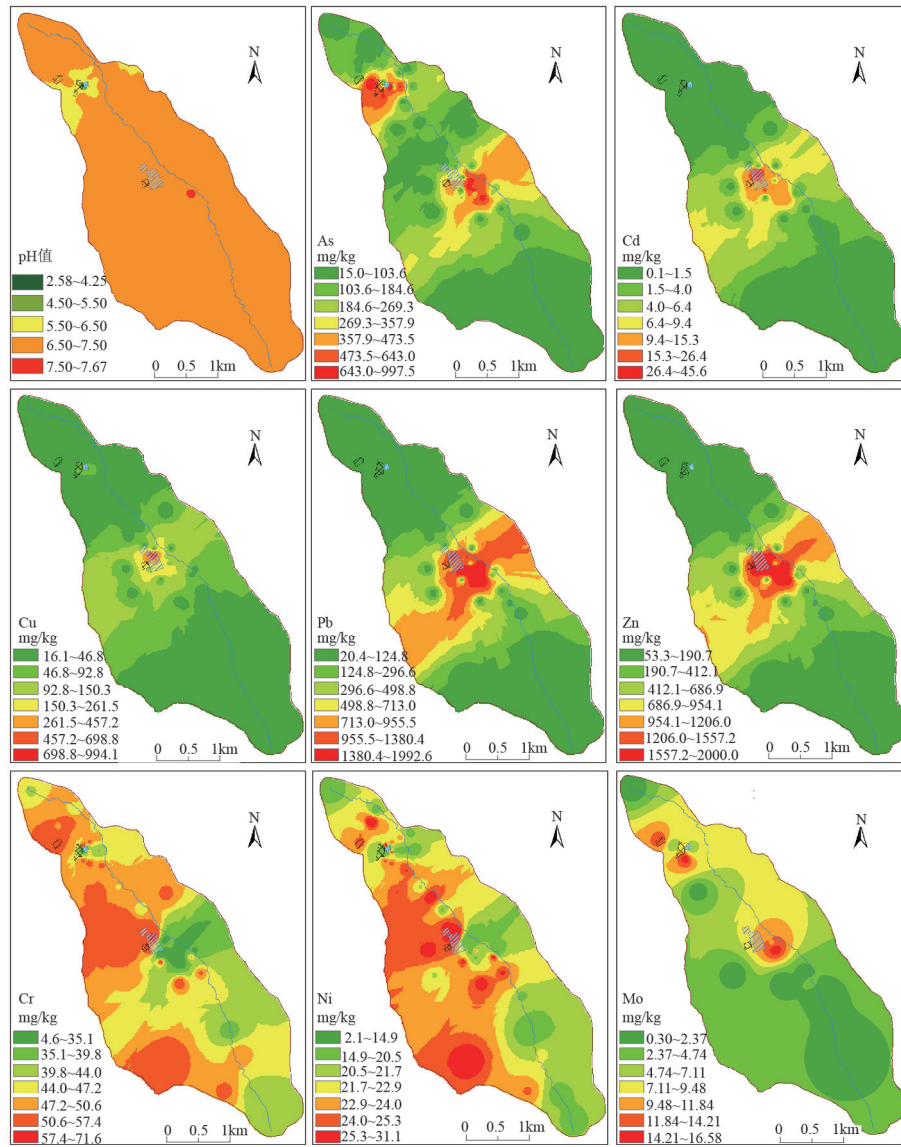 N
pH值
2.58~4.25
4.50~5.50
5.50~6.50
6.50~7.50
7.50~7.67
0 0.5 1km
N
As
mg/kg
15.0~103.6
103.6~184.6
184.6~269.3
269.3~357.9
357.9~473.5
473.5~643.0
643.0~997.5
0 0.5 1km
N
Cd
mg/kg
0.1~1.5
1.5~4.0
4.0~6.4
6.4~9.4
9.4~15.3
15.3~26.4
26.4~45.6
0 0.5 1km
N
Cu
mg/kg
16.1~46.8
46.8~92.8
92.8~150.3
150.3~261.5
261.5~457.2
457.2~698.8
698.8~994.1
0 0.5 1km
N
Pb
mg/kg
20.4~124.8
124.8~296.6
296.6~498.8
498.8~713.0
713.0~955.5
955.5~1380.4
1380.4~1992.6
0 0.5 1km
N
Zn
mg/kg
53.3~190.7
190.7~412.1
412.1~686.9
686.9~954.1
954.1~1206.0
1206.0~1557.2
1557.2~2000.0
0 0.5 1km
N
Cr
mg/kg
4.6~35.1
35.1~39.8
39.8~44.0
44.0~47.2
47.2~50.6
50.6~57.4
57.4~71.6
0 0.5 1km
N
Ni
mg/kg
2.1~14.9
14.9~20.5
20.5~21.7
21.7~22.9
22.9~24.0
24.0~25.3
25.3~31.1
0 0.5 1km
N
Mo
mg/kg
0.30~2.37
2.37~4.74
4.74~7.11
7.11~9.48
9.48~11.84
11.84~14.21
14.21~16.58
0 0.5 1km